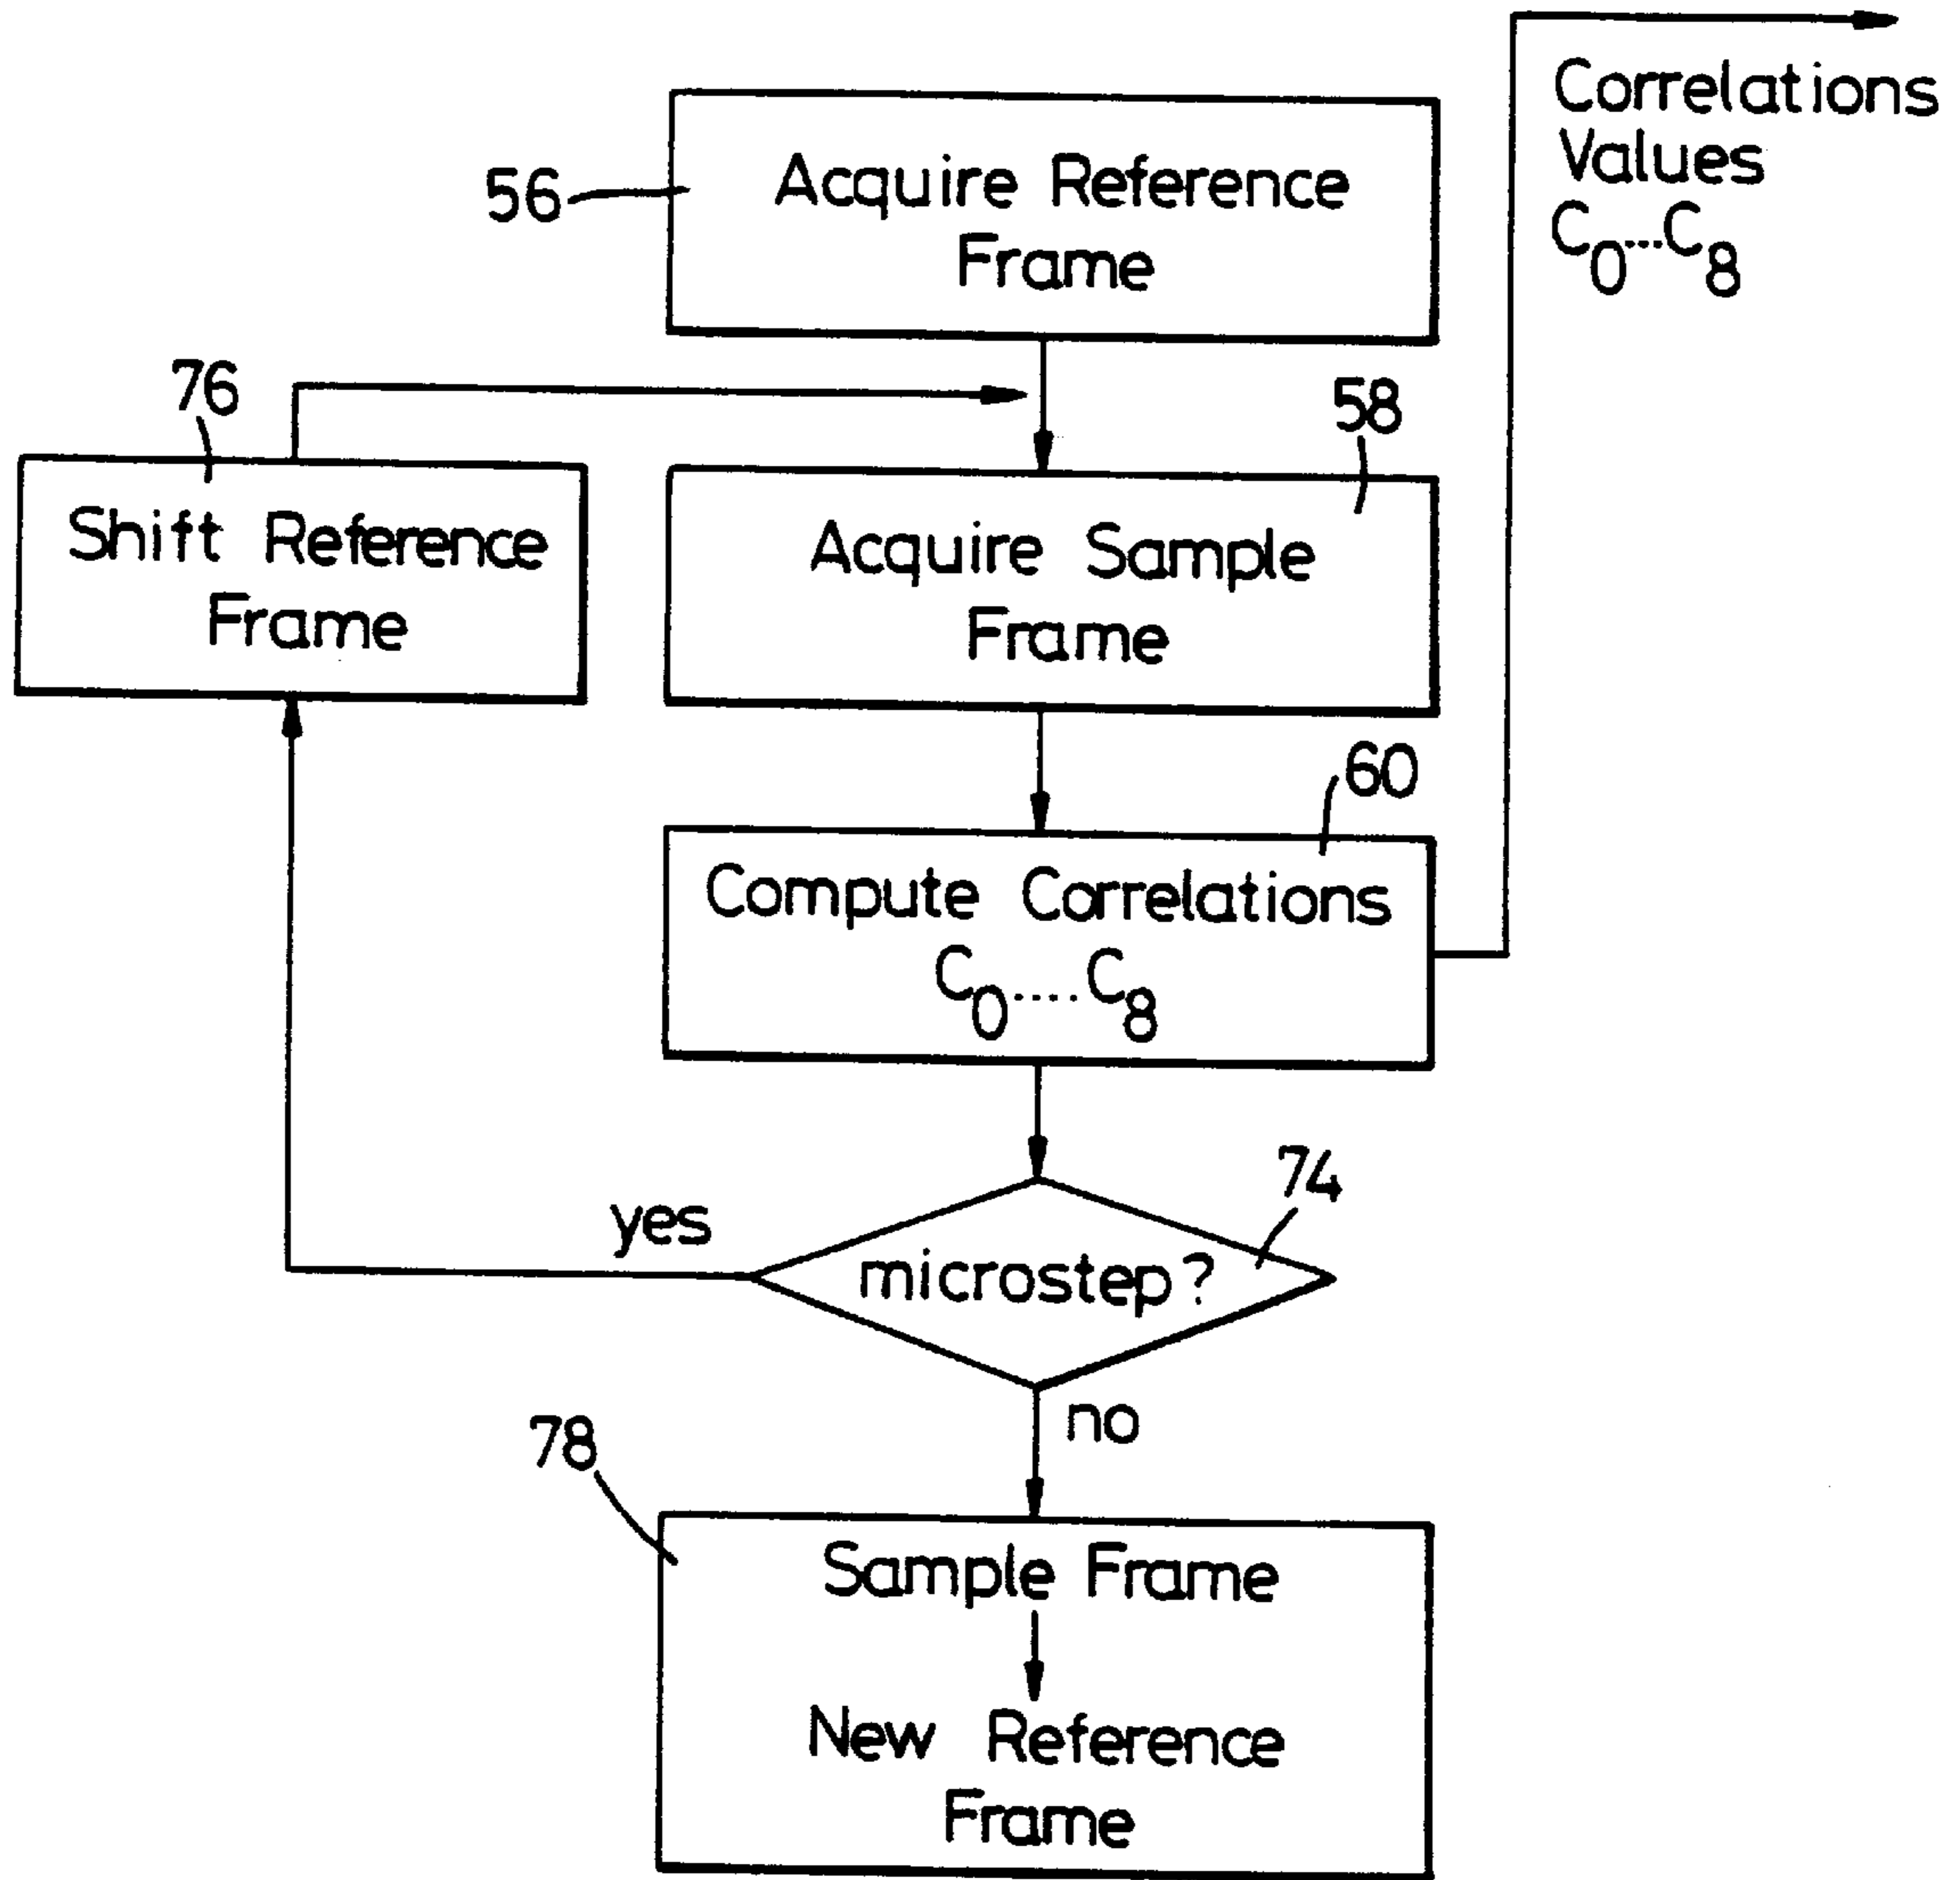 Correlations
Values
C0...C8
56
Acquire Reference
Frame
76
58
Shift Reference
Frame
Acquire Sample
Frame
60
Compute Correlations
C0....C8
74
yes
microstep?
no
78
Sample Frame
New Reference
Frame